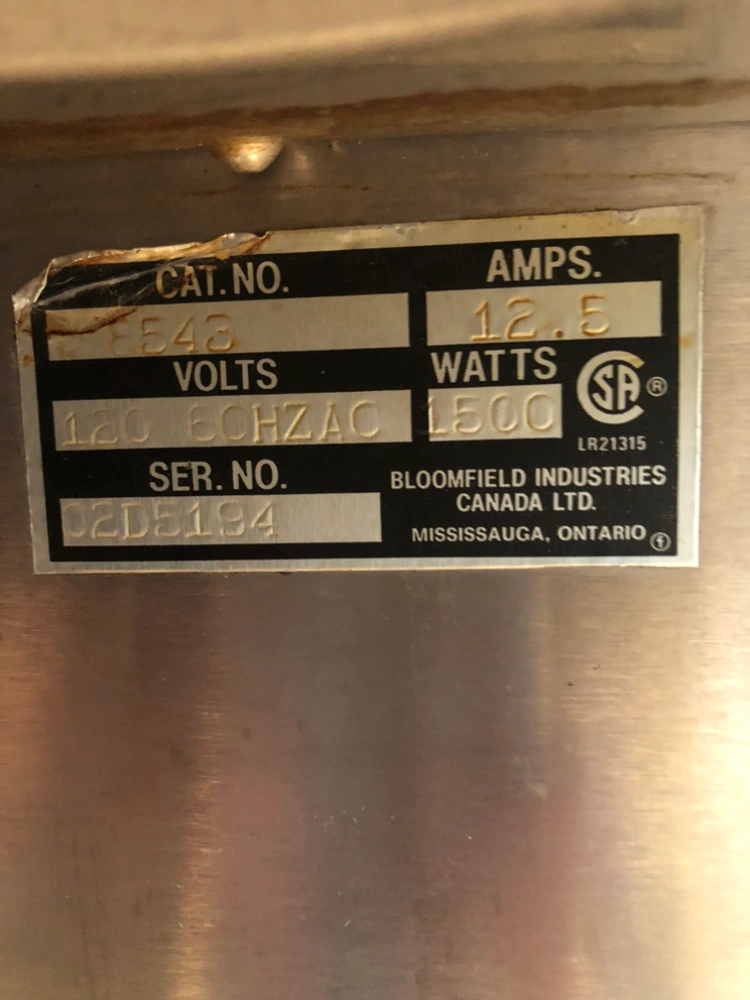 CAT. NO.
8543
AMPS.
12.5
VOLTS
120 60HZAC
WATTS
1500
SA ®
LR21315
SER. NO.
02D5194
BLOOMFIELD INDUSTRIES
CANADA LTD.
MISSISSAUGA, ONTARIO